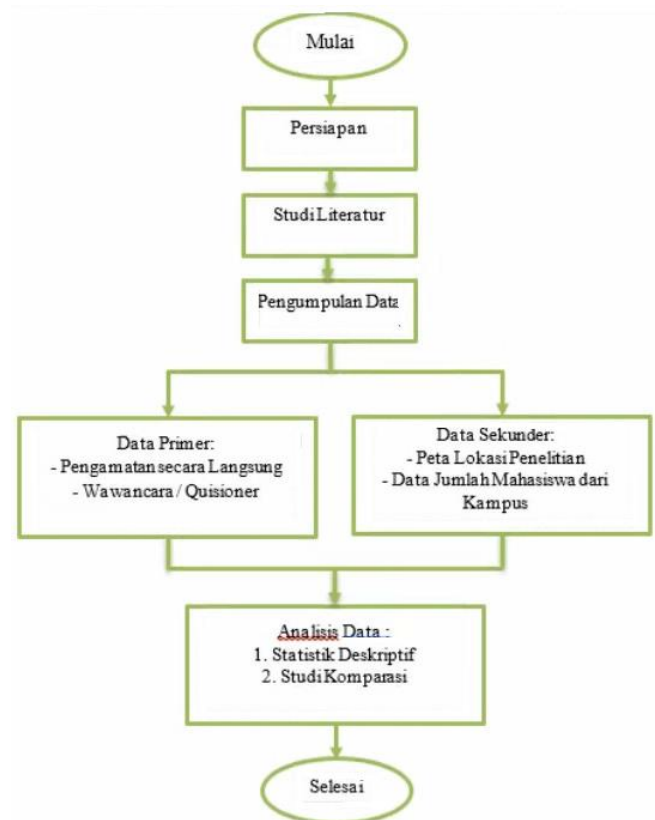 Mulai
Persiapan
Studi Literatur
Pengumpulan Data
Data Primer:
- Pengamatan secara Langsung
- Wawancara / Quisioner
Data Sekunder:
- Peta Lokasi Penelitian
- Data Jumlah Mahasiswa dari
Kampus
Analisis Data :
1. Statistik Deskriptif
2. Studi Komparasi
Selesai